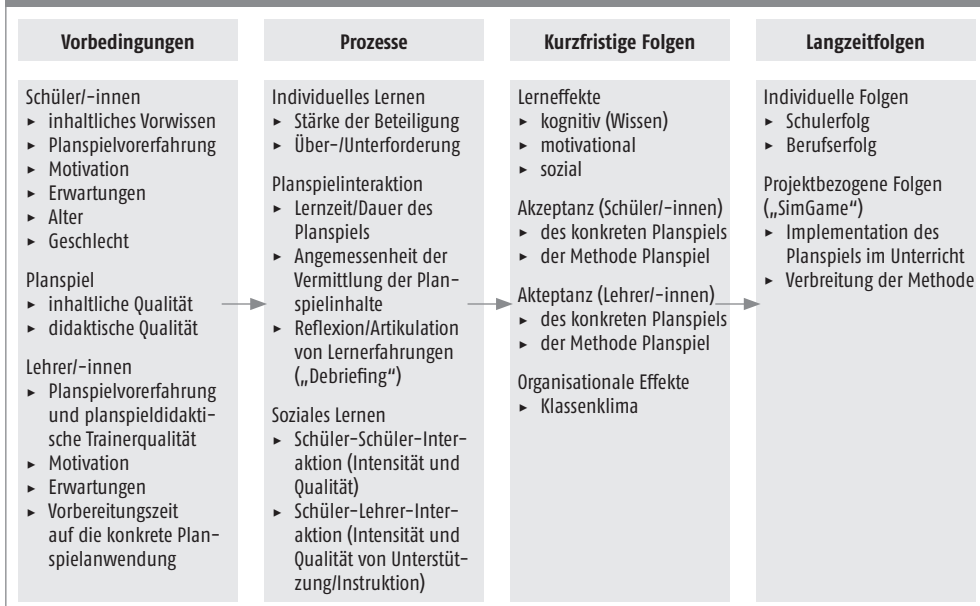 Vorbedingungen
Schüler/-innen
▸ inhaltliches Vorwissen
▸ Planspielvorerfahrung
▸ Motivation
▸ Erwartungen
▸ Alter
▸ Geschlecht
Planspiel
▸ inhaltliche Qualität
▸ didaktische Qualität
Lehrer/-innen
▸ Planspielvorerfahrung
und planspieldidakti-
sche Trainerqualität
▸ Motivation
▸ Erwartungen
▸ Vorbereitungszeit
auf die konkrete Plan-
spielanwendung
Prozesse
Individuelles Lernen
▸ Stärke der Beteiligung
▸ Über-/Unterforderung
Planspielinteraktion
▸ Lernzeit/Dauer des
Planspiels
▸ Angemessenheit der
Vermittlung der Plan-
spielinhalte
▸ Reflexion/Artikulation
von Lernerfahrungen
(„Debriefing“)
Soziales Lernen
▸ Schüler-Schüler-Inter-
aktion (Intensität und
Qualität)
▸ Schüler-Lehrer-Inter-
aktion (Intensität und
Qualität von Unterstüt-
zung/Instruktion)
Kurzfristige Folgen
Lerneffekte
▸ kognitiv (Wissen)
▸ motivational
▸ sozial
Akzeptanz (Schüler/-innen)
▸ des konkreten Planspiels
▸ der Methode Planspiel
Akteptanz (Lehrer/-innen)
▸ des konkreten Planspiels
▸ der Methode Planspiel
Organisationale Effekte
▸ Klassenklima
Langzeitfolgen
Individuelle Folgen
▸ Schulerfolg
▸ Berufserfolg
Projektbezogene Folgen
(„SimGame“)
▸ Implementation des
Planspiels im Unterricht
▸ Verbreitung der Methode